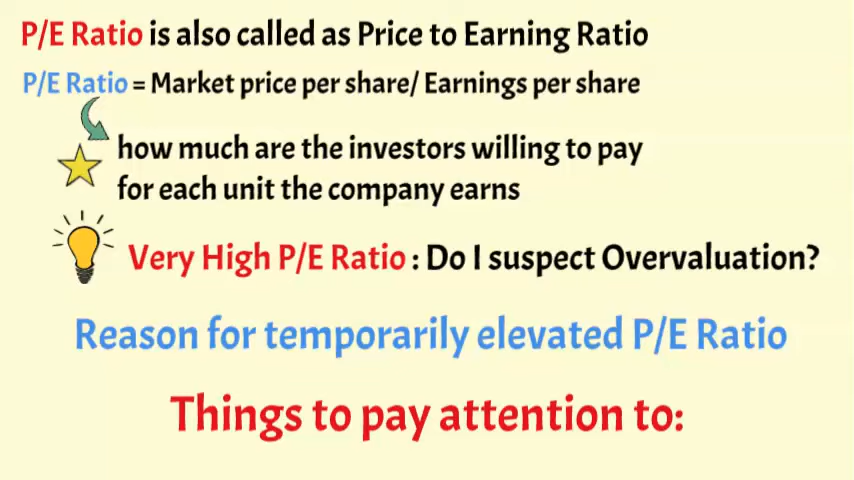 P/E Ratio is also called as Price to Earning Ratio
P/E Ratio = Market price per share/ Earnings per share
how much are the investors willing to pay
for each unit the company earns
Very High P/E Ratio : Do I suspect Overvaluation?
Reason for temporarily elevated P/E Ratio
Things to pay attention to: